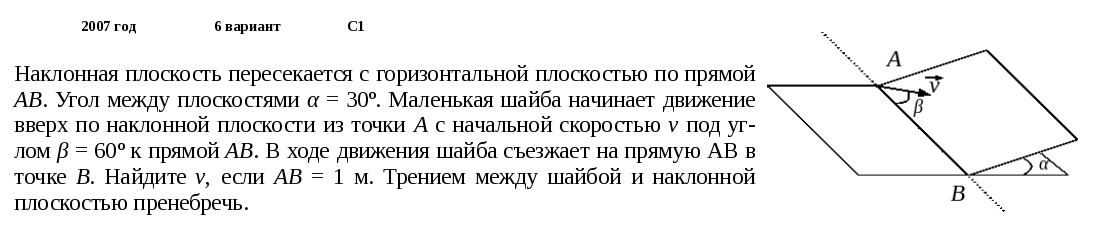 2007 год 6 вариант С1
Наклонная плоскость пересекается с горизонтальной плоскостью по прямой
AB. Угол между плоскостями α = 30º. Маленькая шайба начинает движение
вверх по наклонной плоскости из точки A с начальной скоростью v под уг-
лом β = 60º к прямой AB. В ходе движения шайба съезжает на прямую AB в
точке B. Найдите v, если AB = 1 м. Трением между шайбой и наклонной
плоскостью пренебречь.
A
v
β
α
B